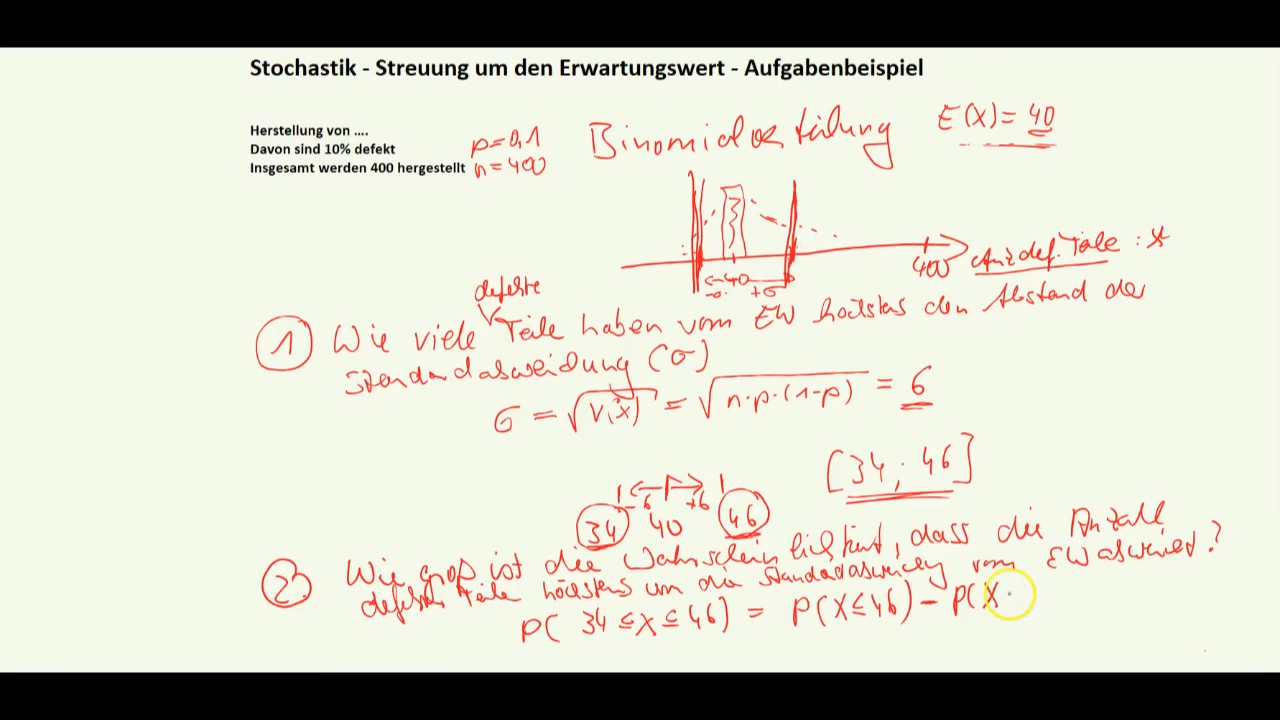 Stochastik - Streuung um den Erwartungswert - Aufgabenbeispiel
Herstellung von ....
Davon sind 10% defekt
Insgesamt werden 400 hergestellt
p=0,1
n=400
Binomialverteilung
E(X)=40
400 Anz def. Teile : x
-40
-σ +σ
defekte
1 Wie viele Teile haben vom EW höchstens den Abstand der
Standardabweichung (σ)
σ = √V(X) = √n·p·(1-p) = 6
[34; 46]
-6 +6
34 40 46
2. Wie groß ist die Wahrscheinlichkeit, dass die Anzahl
defekter Teile höchstens um die Standardabweichung vom EW abweicht?
P( 34 ≤ X ≤ 46) = P(X ≤ 46) - P(X